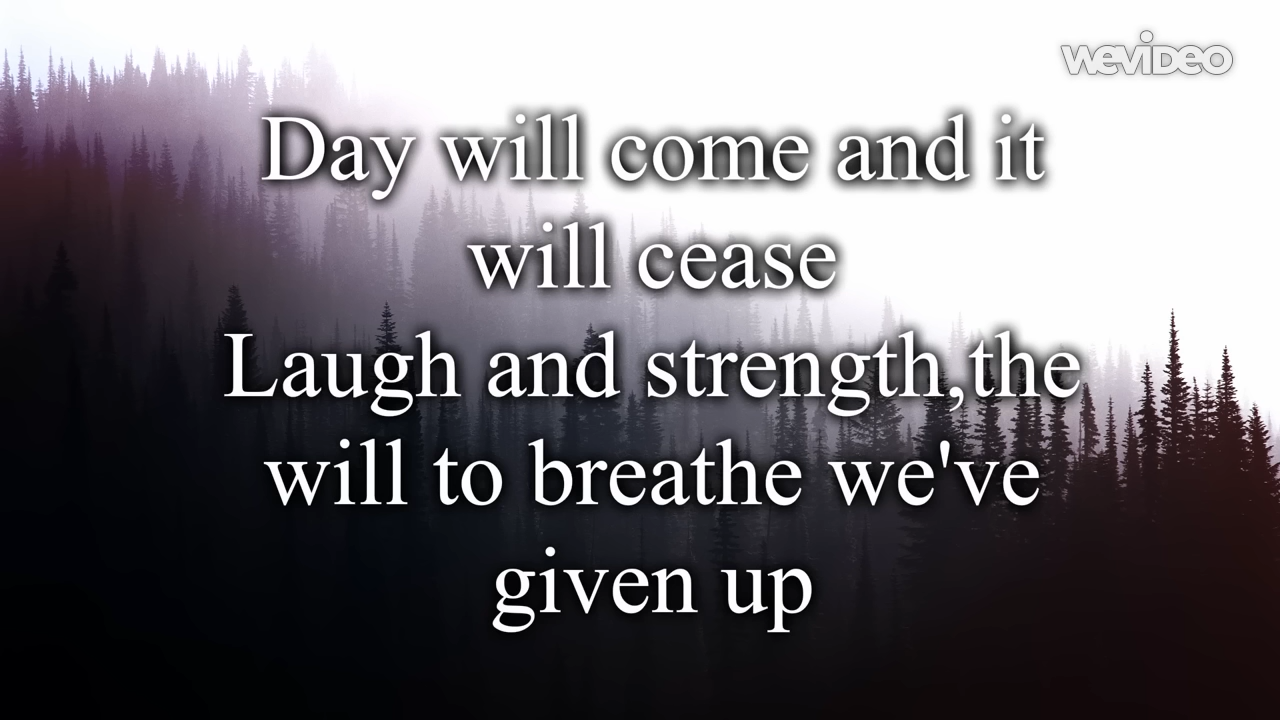 wevideo
Day will come and it
will cease
Laugh and strength,the
will to breathe we've
given up